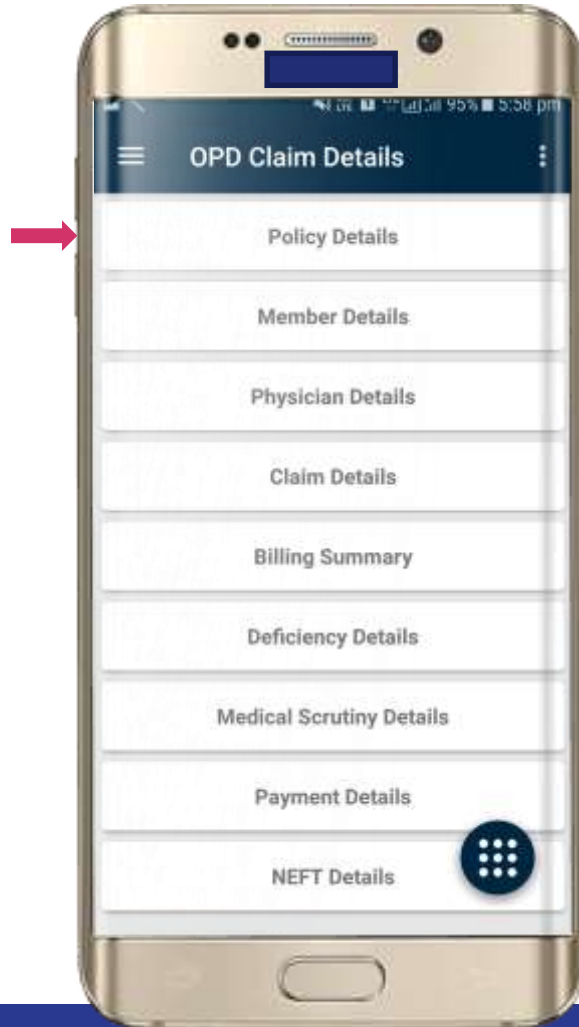 95% 5:58 pm
OPD Claim Details
Policy Details
Member Details
Physician Details
Claim Details
Billing Summary
Deficiency Details
Medical Scrutiny Details
Payment Details
NEFT Details